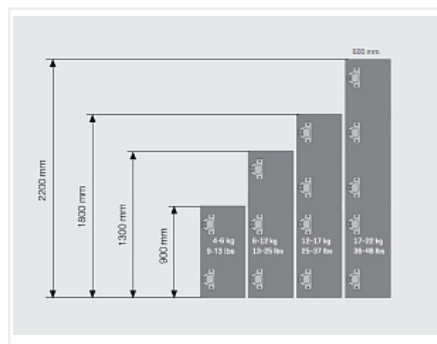 600 mm.
2200 mm
1800 mm
1300 mm
900 mm
4-6 kg
9-13 lbs
6-12 kg
13-25 lbs
12-17 kg
25-37 lbs
17-22 kg
38-48 lbs